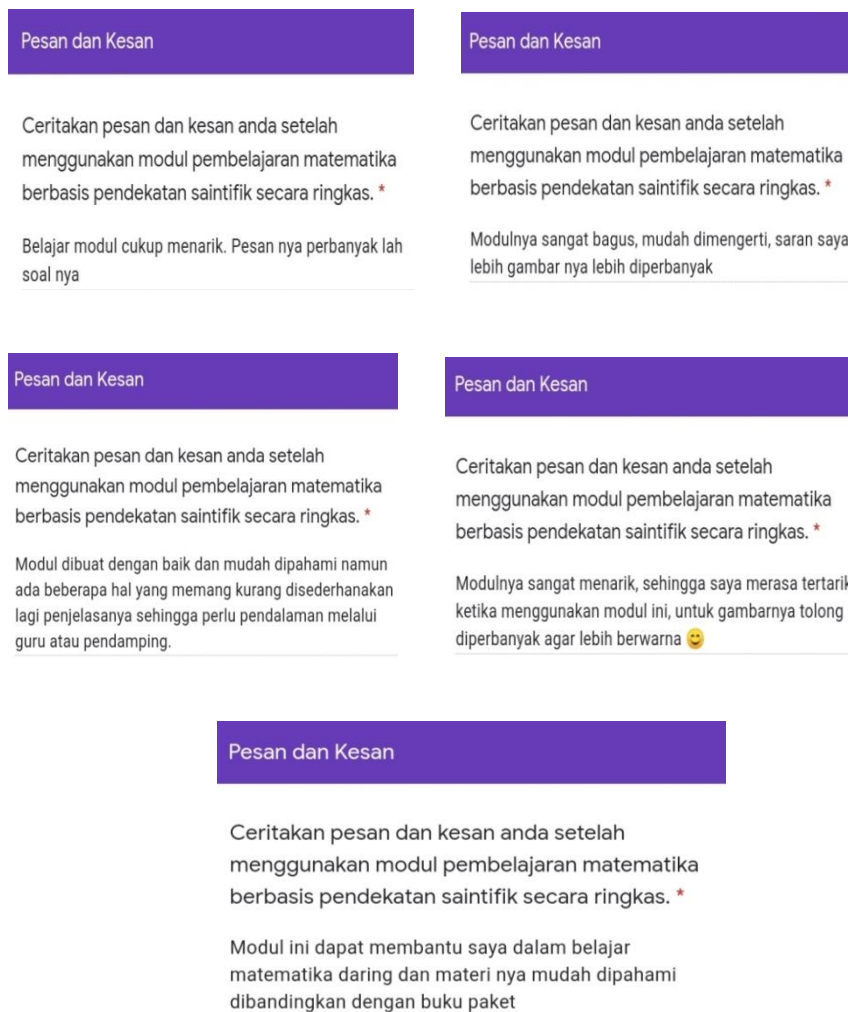 Pesan dan Kesan
Ceritakan pesan dan kesan anda setelah
menggunakan modul pembelajaran matematika
berbasis pendekatan saintifik secara ringkas. *
Belajar modul cukup menarik. Pesan nya perbanyak lah
soal nya
Pesan dan Kesan
Ceritakan pesan dan kesan anda setelah
menggunakan modul pembelajaran matematika
berbasis pendekatan saintifik secara ringkas. *
Modulnya sangat bagus, mudah dimengerti, saran saya
lebih gambar nya lebih diperbanyak
Pesan dan Kesan
Ceritakan pesan dan kesan anda setelah
menggunakan modul pembelajaran matematika
berbasis pendekatan saintifik secara ringkas. *
Modul dibuat dengan baik dan mudah dipahami namun
ada beberapa hal yang memang kurang disederhanakan
lagi penjelasanya sehingga perlu pendalaman melalui
guru atau pendamping.
Pesan dan Kesan
Ceritakan pesan dan kesan anda setelah
menggunakan modul pembelajaran matematika
berbasis pendekatan saintifik secara ringkas. *
Modulnya sangat menarik, sehingga saya merasa tertarik
ketika menggunakan modul ini, untuk gambarnya tolong
diperbanyak agar lebih berwarna 😊
Pesan dan Kesan
Ceritakan pesan dan kesan anda setelah
menggunakan modul pembelajaran matematika
berbasis pendekatan saintifik secara ringkas. *
Modul ini dapat membantu saya dalam belajar
matematika daring dan materi nya mudah dipahami
dibandingkan dengan buku paket